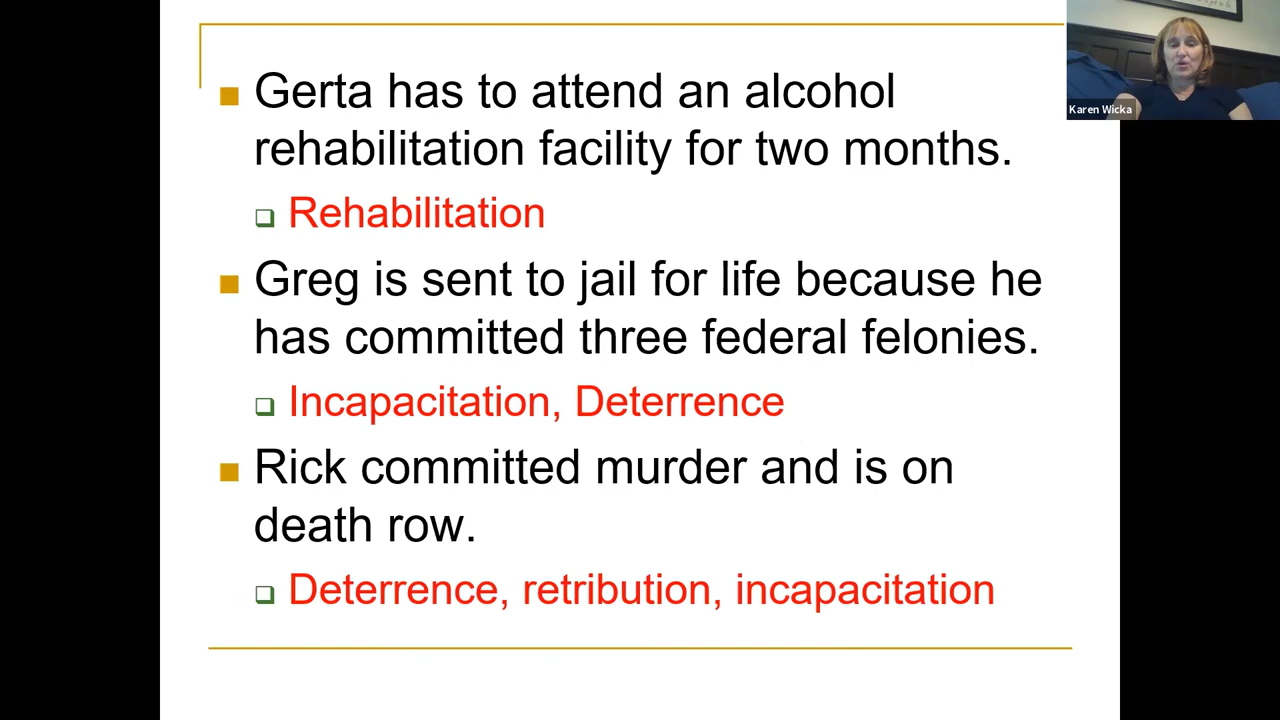 Gerta has to attend an alcohol
rehabilitation facility for two months.
Rehabilitation
Greg is sent to jail for life because he
has committed three federal felonies.
Incapacitation, Deterrence
Rick committed murder and is on
death row.
Deterrence, retribution, incapacitation
Karen Wicka